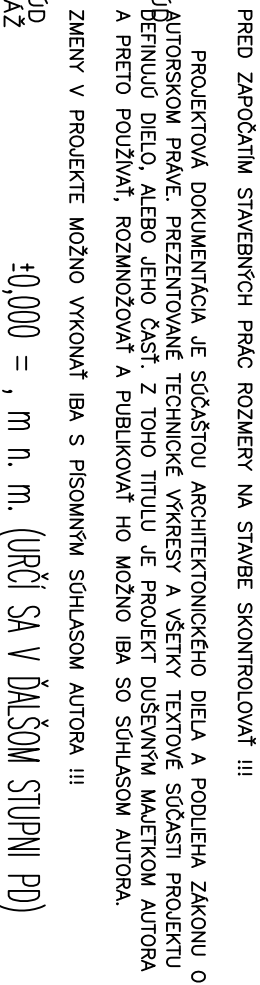 PRED ZAPOČATÍM STAVEBNÝCH PRÁC ROZMERY NA STAVBE SKONTROLOVAŤ !!!
PROJEKTOVÁ DOKUMENTÁCIA JE SÚČASŤOU ARCHITEKTONICKÉHO DIELA A PODLIEHA ZÁKONU O
AUTORSKOM PRÁVE. PREZENTOVANÉ TECHNICKÉ VÝKRESY A VŠETKY TEXTOVÉ SÚČASTI PROJEKTU
DEFINUJÚ DIELO, ALEBO JEHO ČASŤ. Z TOHO TITULU JE PROJEKT DUŠEVNÝM MAJETKOM AUTORA
A PRETO POUŽÍVAŤ, ROZMNOŽOVAŤ A PUBLIKOVAŤ HO MOŽNO IBA SO SÚHLASOM AUTORA.
ZMENY V PROJEKTE MOŽNO VYKONAŤ IBA S PÍSOMNÝM SÚHLASOM AUTORA !!!
±0,000 = , m n. m. (URČÍ SA V ĎALŠOM STUPNI PD)